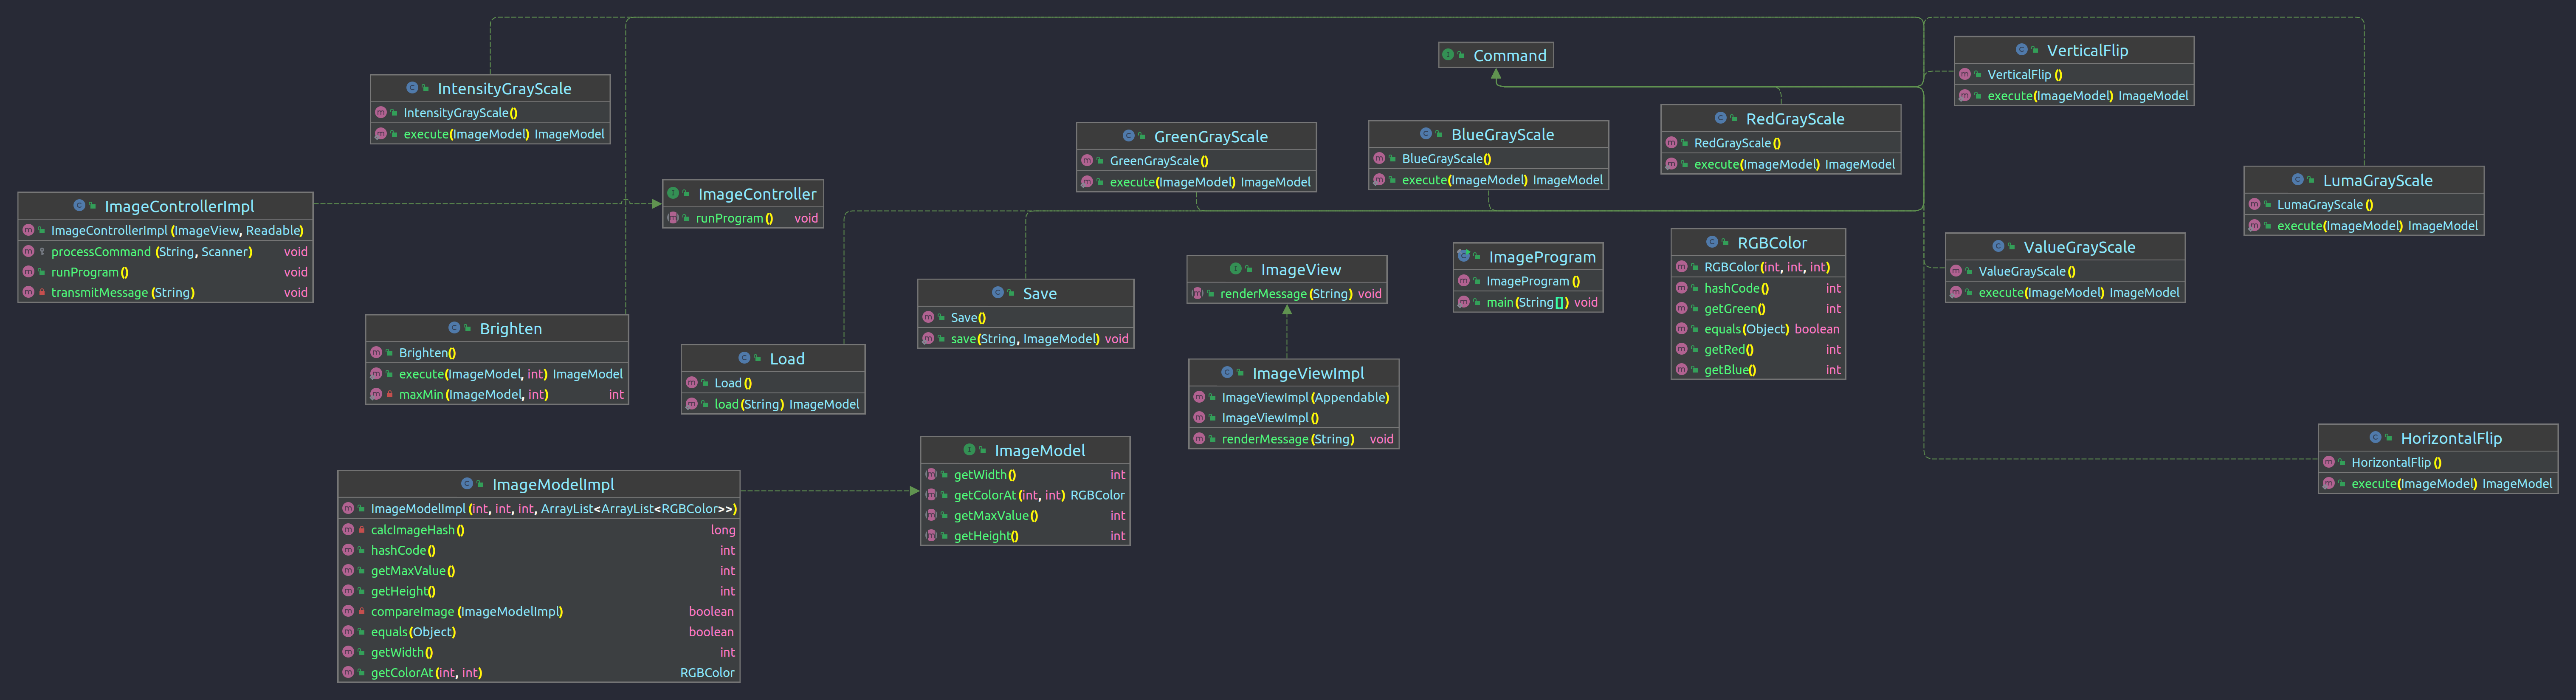 Command
VerticalFlip
VerticalFlip()
execute(ImageModel) ImageModel
IntensityGrayScale
IntensityGrayScale()
execute(ImageModel) ImageModel
GreenGrayScale
GreenGrayScale()
execute(ImageModel) ImageModel
BlueGrayScale
BlueGrayScale()
execute(ImageModel) ImageModel
RedGrayScale
RedGrayScale()
execute(ImageModel) ImageModel
LumaGrayScale
LumaGrayScale()
execute(ImageModel) ImageModel
ImageControllerImpl
ImageControllerImpl(ImageView, Readable)
processCommand(String, Scanner) void
runProgram() void
transmitMessage(String) void
ImageController
runProgram() void
ValueGrayScale
ValueGrayScale()
execute(ImageModel) ImageModel
RGBColor
RGBColor(int, int, int)
hashCode() int
getGreen() int
equals(Object) boolean
getRed() int
getBlue() int
ImageProgram
ImageProgram()
main(String[]) void
ImageView
renderMessage(String) void
Save
Save()
save(String, ImageModel) void
Brighten
Brighten()
execute(ImageModel, int) ImageModel
maxMin(ImageModel, int) int
Load
Load()
load(String) ImageModel
ImageViewImpl
ImageViewImpl(Appendable)
ImageViewImpl()
renderMessage(String) void
HorizontalFlip
HorizontalFlip()
execute(ImageModel) ImageModel
ImageModel
getWidth() int
getColorAt(int, int) RGBColor
getMaxValue() int
getHeight() int
ImageModelImpl
ImageModelImpl(int, int, int, ArrayList<ArrayList<RGBColor>>)
calcImageHash() long
hashCode() int
getMaxValue() int
getHeight() int
compareImage(ImageModelImpl) boolean
equals(Object) boolean
getWidth() int
getColorAt(int, int) RGBColor